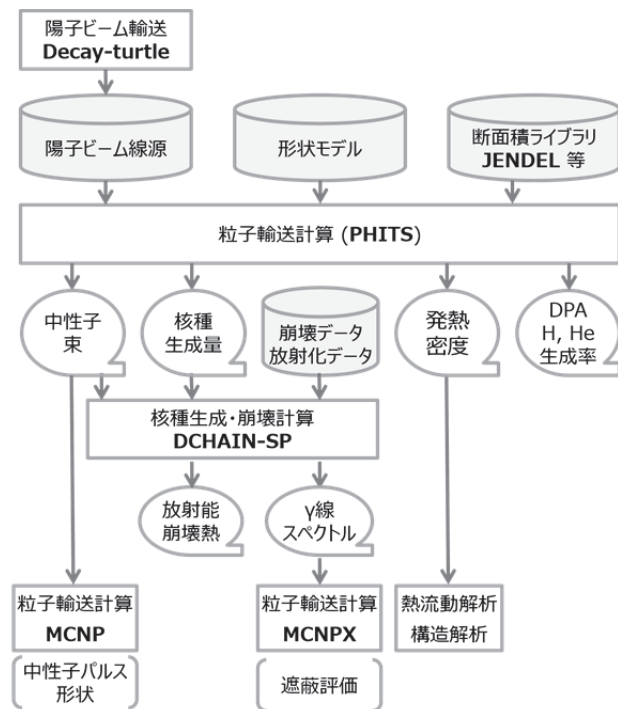 陽子ビーム輸送
Decay-turtle
陽子ビーム線源
形状モデル
断面積ライブラリ
JENDEL 等
粒子輸送計算 (PHITS)
中性子
束
核種
生成量
崩壊データ
放射化データ
発熱
密度
DPA
H, He
生成率
核種生成・崩壊計算
DCHAIN-SP
放射能
崩壊熱
γ線
スペクトル
粒子輸送計算
MCNP
粒子輸送計算
MCNPX
熱流動解析
構造解析
中性子パルス
形状
遮蔽評価